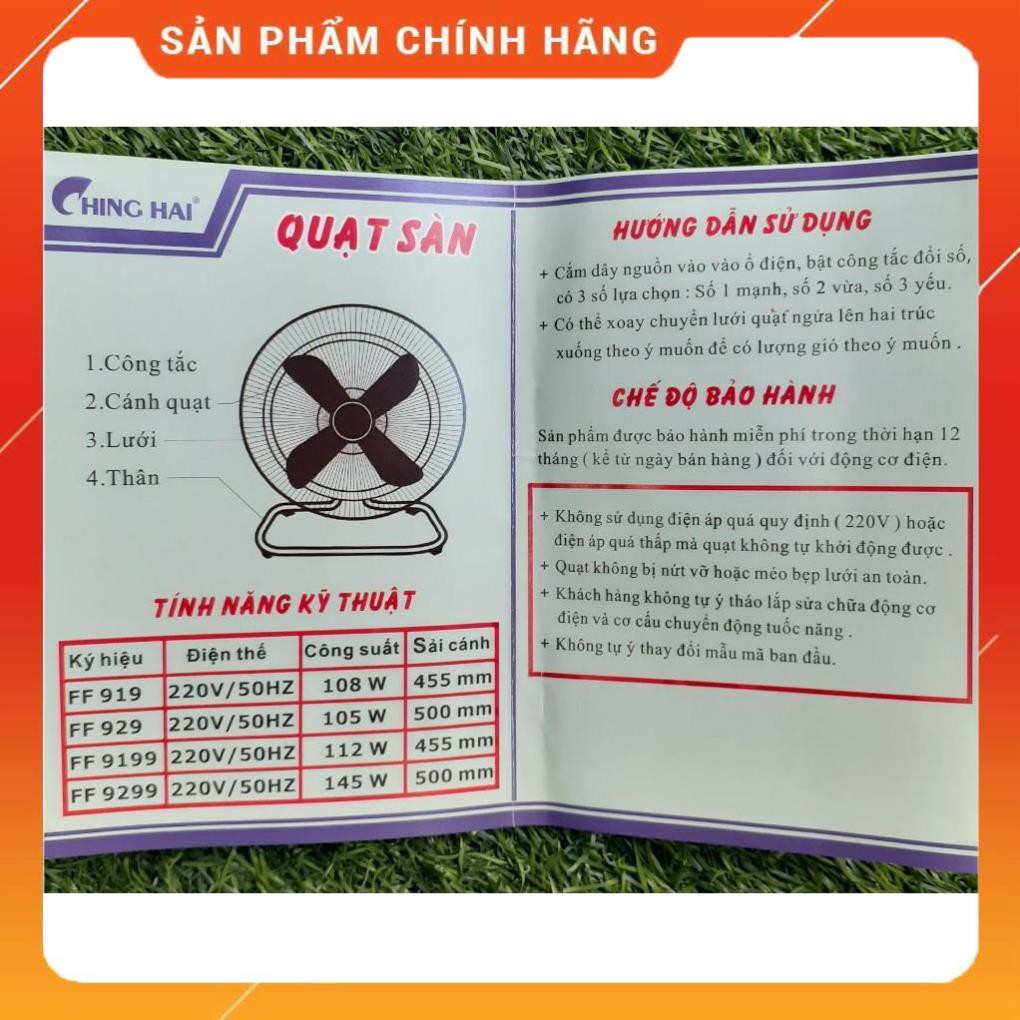 SẢN PHẨM CHÍNH HÃNG
CHING HAI®
QUẠT SÀN
1.Công tắc
2.Cánh quạt
3.Lưới
4.Thân
TÍNH NĂNG KỸ THUẬT
Ký hiệu Điện thế Công suất Sải cánh
FF 919 220V/50HZ 108 W 455 mm
FF 929 220V/50HZ 105 W 500 mm
FF 9199 220V/50HZ 112 W 455 mm
FF 9299 220V/50HZ 145 W 500 mm
HƯỚNG DẪN SỬ DỤNG
+ Cắm dây nguồn vào vào ổ điện, bật công tắc đổi số,
có 3 số lựa chọn : Số 1 mạnh, số 2 vừa, số 3 yếu.
+ Có thể xoay chuyển lưới quạt ngửa lên hai trúc
xuống theo ý muốn để có lượng gió theo ý muốn .
CHẾ ĐỘ BẢO HÀNH
Sản phẩm được bảo hành miễn phí trong thời hạn 12
tháng ( kể từ ngày bán hàng ) đối với động cơ điện.
+ Không sử dụng điện áp quá quy định ( 220V ) hoặc
điện áp quá thấp mà quạt không tự khởi động được .
+ Quạt không bị nứt vỡ hoặc méo bẹp lưới an toàn.
+ Khách hàng không tự ý tháo lắp sửa chữa động cơ
điện và cơ cấu chuyển động tuốc năng .
+ Không tự ý thay đổi mẫu mã ban đầu.